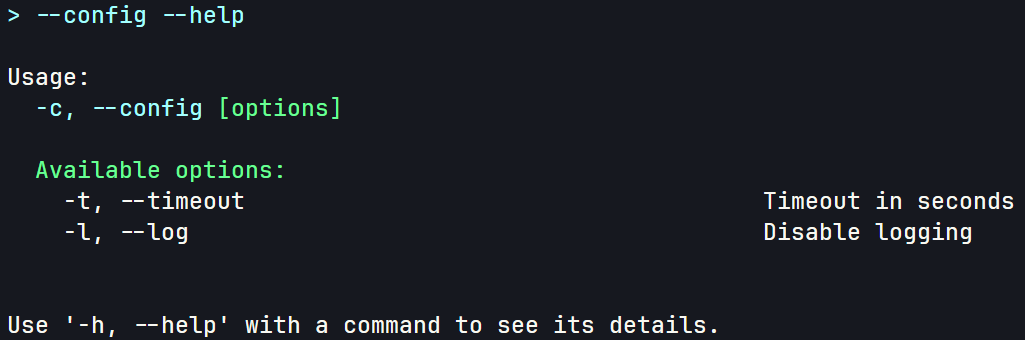 > --config --help
Usage:
-c, --config [options]
Available options:
-t, --timeout Timeout in seconds
-l, --log Disable logging
Use '-h, --help' with a command to see its details.